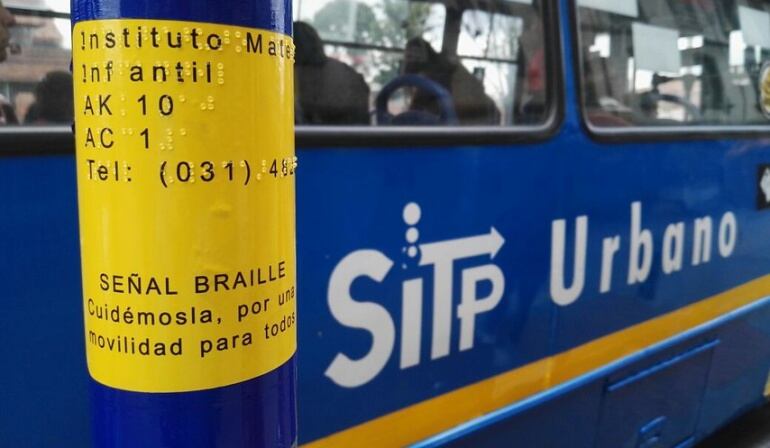 Instituto
Infantil
AK 10
AC 1
Tel: (031)
SEÑAL BRAILLE
Cuidémosla, por una
movilidad para todos
SiTP Urbano